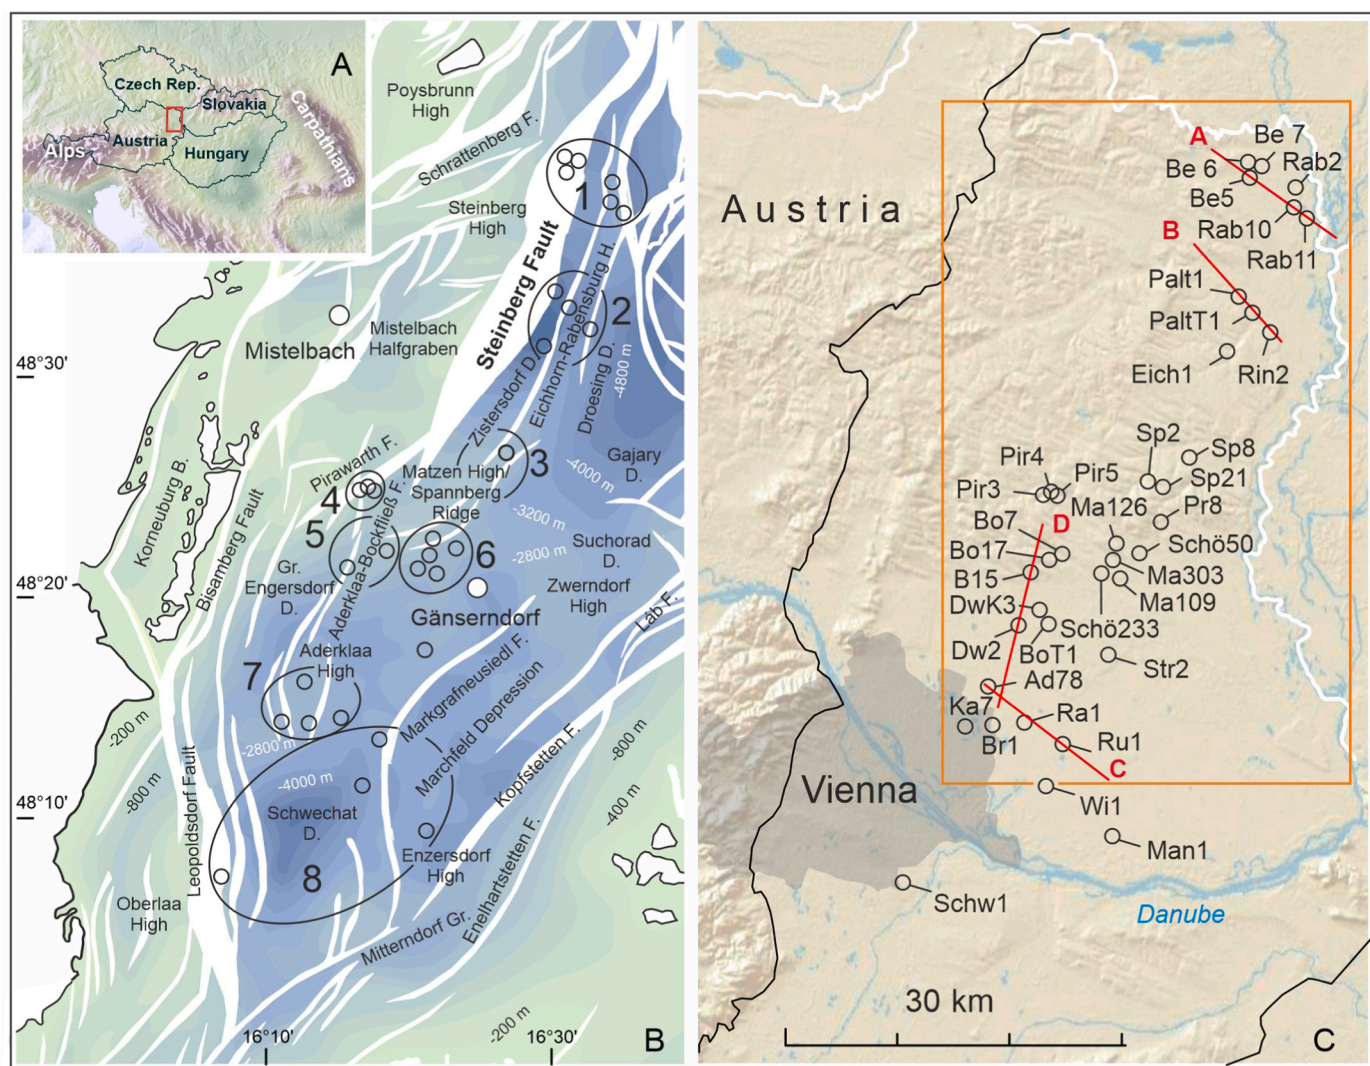 A
Czech Rep.
Slovakia
Austria
Hungary
Alps
Carpathians
Poysbrunn
High
Schrattenberg F.
Steinberg
High
1
Steinberg Fault
Eichhorn-Rabensburg H.
2
Mistelbach
Mistelbach
Halfgraben
48°30'
Zistersdorf D.
Droesing D.
-4800 m
Korneuburg B.
Pirawarth F.
Matzen High/
Spannberg
Ridge
3
Gajary
D.
-4000 m
4
-3200 m
5
Bisamberg Fault
Aderklaa-Bockfließ F.
6
-2800 m
Suchorad
D.
Gr.
Engersdorf
D.
48°20'
Zwerndorf
High
Gänserndorf
Láb F.
Aderklaa
High
7
Markgrafneusiedl F.
Marchfeld Depression
-200 m
-2800 m
-4000 m
-800 m
Kopfstetten F.
-800 m
-400 m
48°10'
Schwechat
D.
Leopoldsdorf Fault
Enzersdorf
High
8
Enelhartstetten F.
Oberlaa
High
Mitterndorf Gr.
-200 m
16°10'
16°30'
B
Austria
A
Be 7
Be 6
Rab2
Be5
B
Rab10
Rab11
Palt1
PaltT1
Eich1
Rin2
Sp2
Sp8
Pir4
Pir5
Sp21
Pir3
Ma126
Pr8
Bo7
D
Bo17
Schö50
B15
Ma303
DwK3
Ma109
Schö233
Dw2
BoT1
Str2
Ad78
Ka7
Ra1
Br1
Ru1
C
Vienna
Wi1
Man1
Schw1
Danube
30 km
C